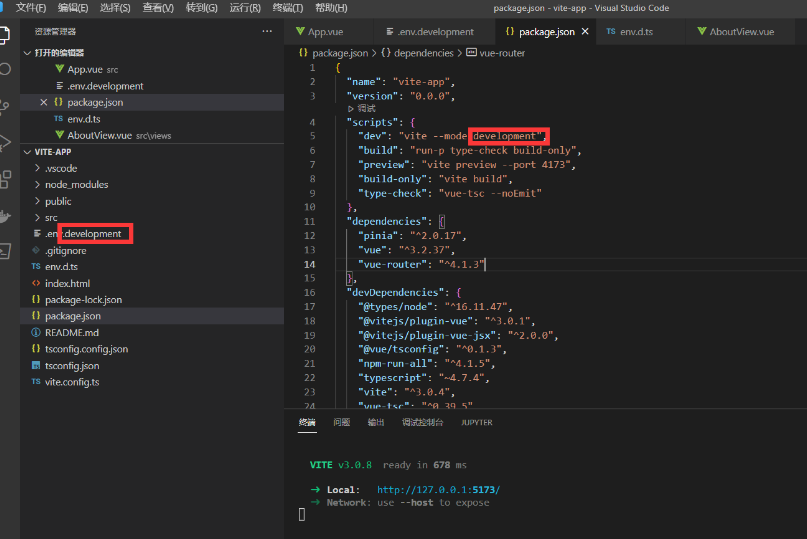 文件(F) 编辑(E) 选择(S) 查看(V) 转到(G) 运行(R) 终端(T) 帮助(H) package.json - vite-app - Visual Studio Code
资源管理器 ···
打开的编辑器
App.vue src
.env.development
package.json
TS env.d.ts
AboutView.vue src\views
VITE-APP
.vscode
node_modules
public
src
.env.development
.gitignore
TS env.d.ts
index.html
package-lock.json
package.json
README.md
tsconfig.config.json
tsconfig.json
TS vite.config.ts
App.vue .env.development package.json TS env.d.ts AboutView.vue
package.json > dependencies > vue-router
1 {
2 "name": "vite-app",
3 "version": "0.0.0",
调试
4 "scripts": {
5 "dev": "vite --mode development",
6 "build": "run-p type-check build-only",
7 "preview": "vite preview --port 4173",
8 "build-only": "vite build",
9 "type-check": "vue-tsc --noEmit"
10 },
11 "dependencies": {
12 "pinia": "^2.0.17",
13 "vue": "^3.2.37",
14 "vue-router": "^4.1.3"
15 },
16 "devDependencies": {
17 "@types/node": "^16.11.47",
18 "@vitejs/plugin-vue": "^3.0.1",
19 "@vitejs/plugin-vue-jsx": "^2.0.0",
20 "@vue/tsconfig": "^0.1.3",
21 "npm-run-all": "^4.1.5",
22 "typescript": "~4.7.4",
23 "vite": "^3.0.4",
24 "vue-tsc": "^0.39.5"
终端 问题 输出 调试控制台 JUPYTER
VITE v3.0.8 ready in 678 ms
→ Local: http://127.0.0.1:5173/
→ Network: use --host to expose